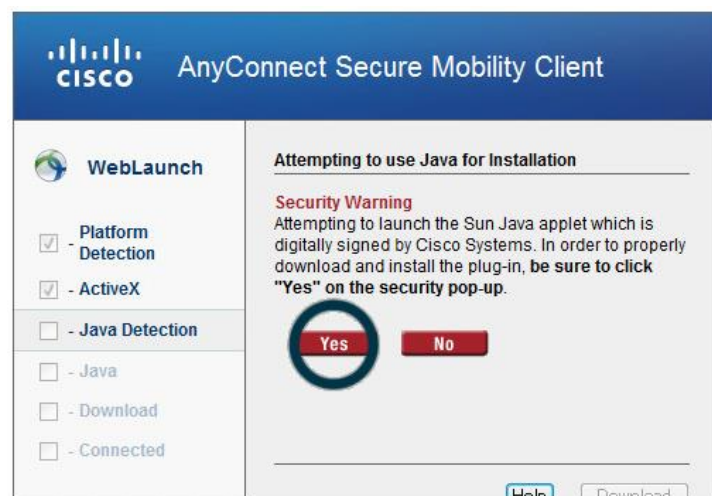 CISCO
AnyConnect Secure Mobility Client
WebLaunch
- Platform
Detection
- ActiveX
- Java Detection
- Java
- Download
- Connected
Attempting to use Java for Installation
Security Warning
Attempting to launch the Sun Java applet which is
digitally signed by Cisco Systems. In order to properly
download and install the plug-in, be sure to click
"Yes" on the security pop-up.
Yes
No
Help
Download